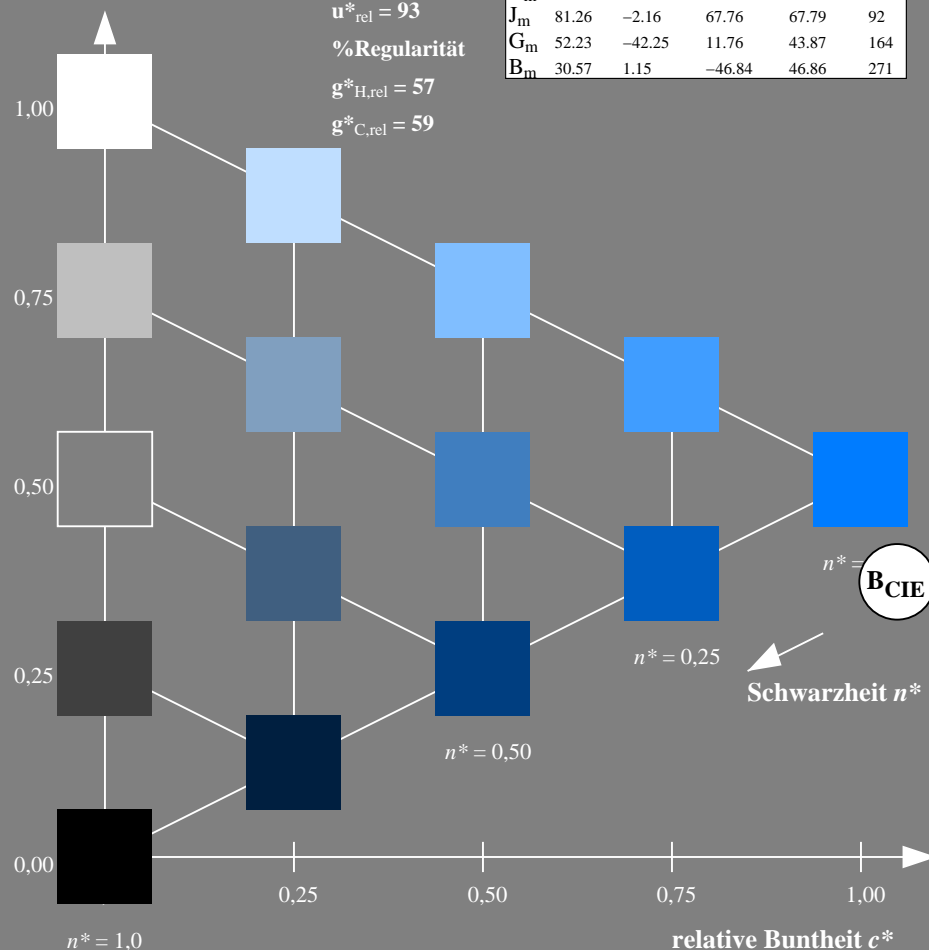 u*rel = 93
%Regularität
g*H,rel = 57
g*C,rel = 59
Jm 81.26 −2.16 67.76 67.79 92
Gm 52.23 −42.25 11.76 43.87 164
Bm 30.57 1.15 −46.84 46.86 271
1,00
0,75
0,50
0,25
0,00
n* =
BCIE
n* = 0,25
Schwarzheit n*
n* = 0,50
0,25 0,50 0,75 1,00
n* = 1,0
relative Buntheit c*